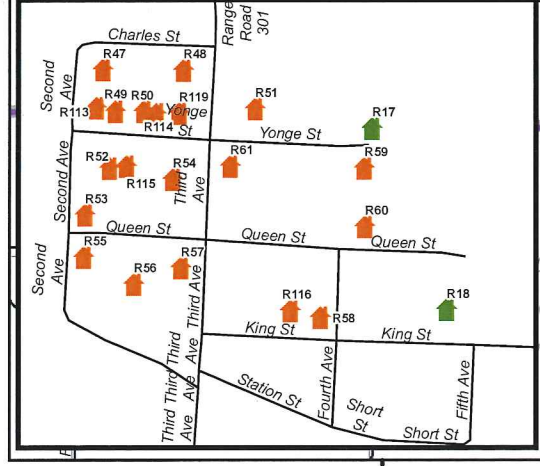 Charles St
Range
Road
301
R47
R48
Second
Ave
R49
R50
R119
R51
R113
R114
Yonge
St
R17
Yonge St
R52
R115
R54
R61
R59
Second Ave
Third
Ave
R53
R60
Queen St
Queen St
Queen St
R55
R56
R57
Second
Ave
Third Ave
R116
R58
R18
King St
King St
Third Third Third
Ave Ave Ave
Station St
Fourth Ave
Short
St
Short St
Fifth Ave